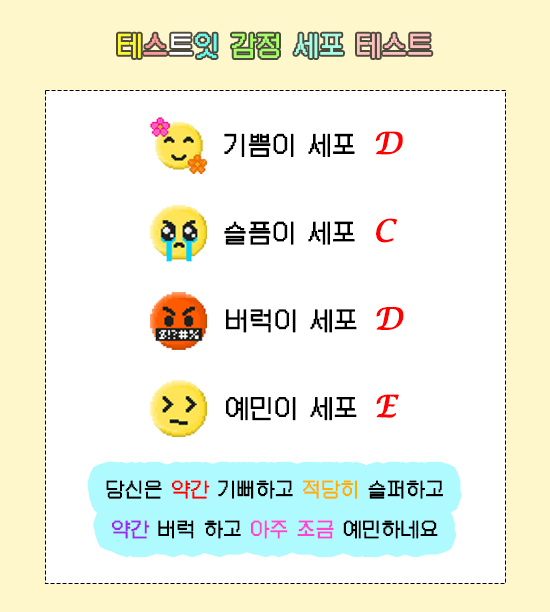 테스트잇 감정 세포 테스트
기쁨이 세포 D
슬픔이 세포 C
버럭이 세포 D
$!?#%
예민이 세포 E
당신은 약간 기뻐하고 적당히 슬퍼하고
약간 버럭 하고 아주 조금 예민하네요